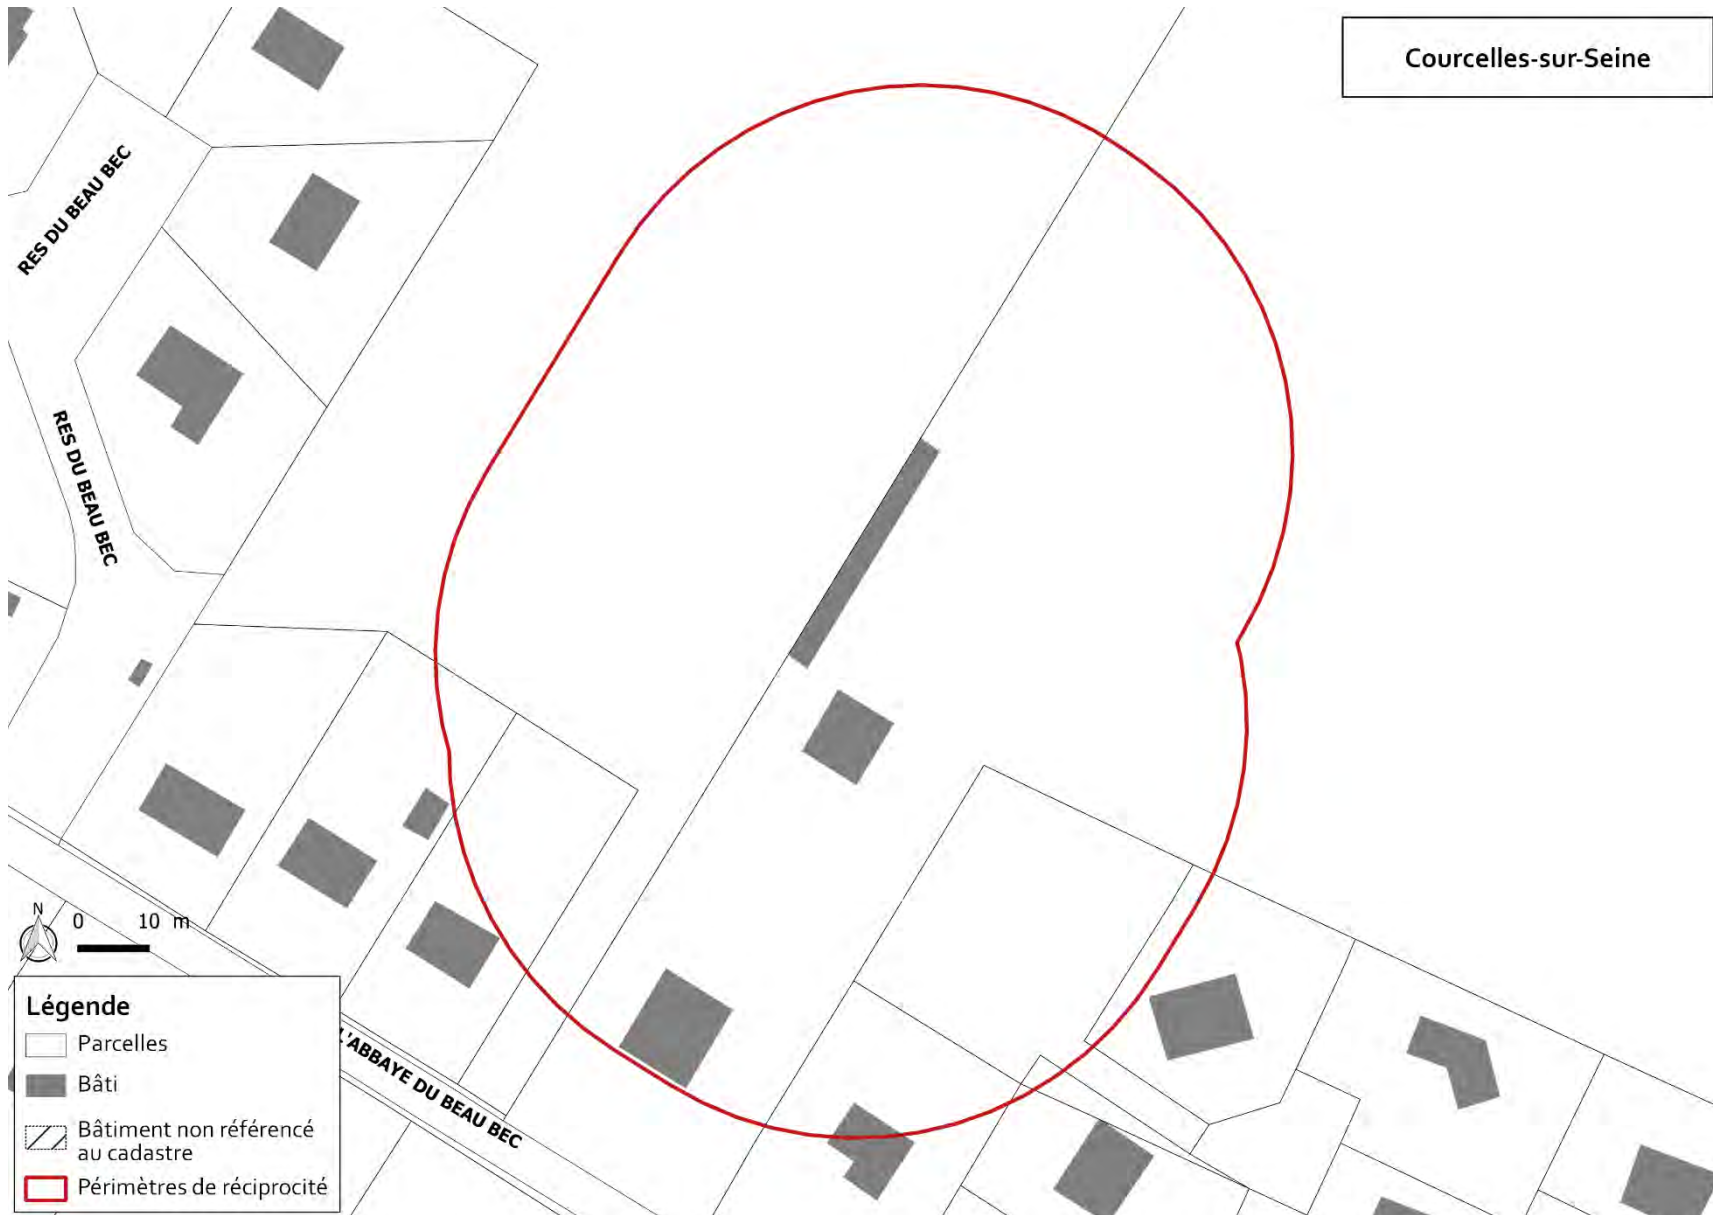 Courcelles-sur-Seine
RES DU BEAU BEC
RES DU BEAU BEC
L'ABBAYE DU BEAU BEC
N
0 10 m
Légende
Parcelles
Bâti
Bâtiment non référencé
au cadastre
Périmètres de réciprocité